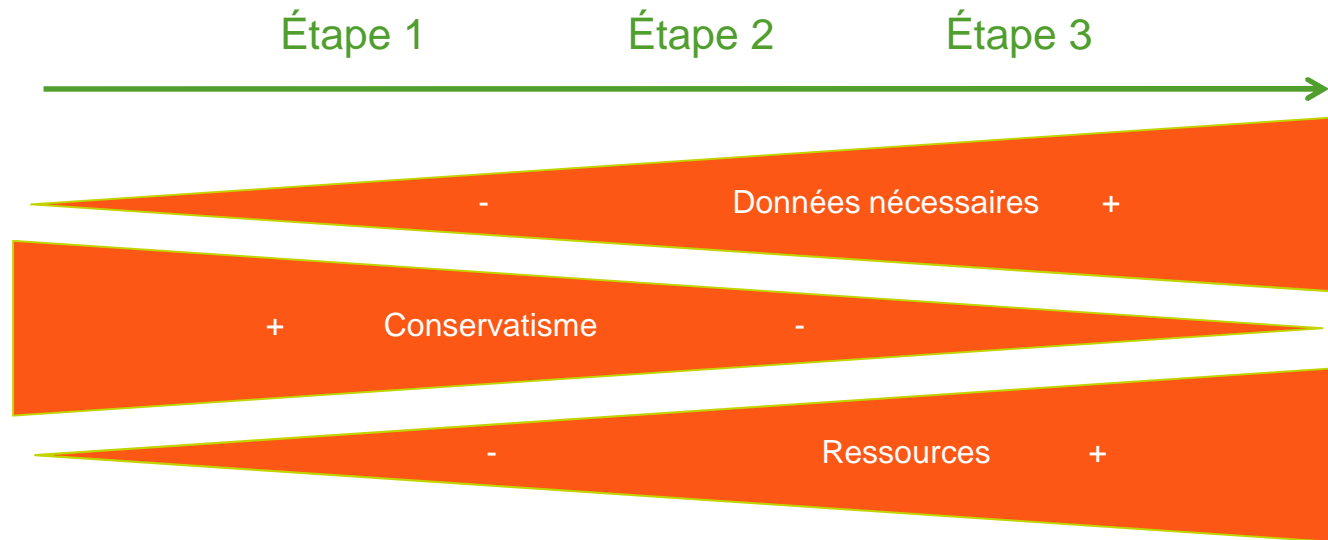 Étape 1 Étape 2 Étape 3
- Données nécessaires +
+ Conservatisme -
- Ressources +